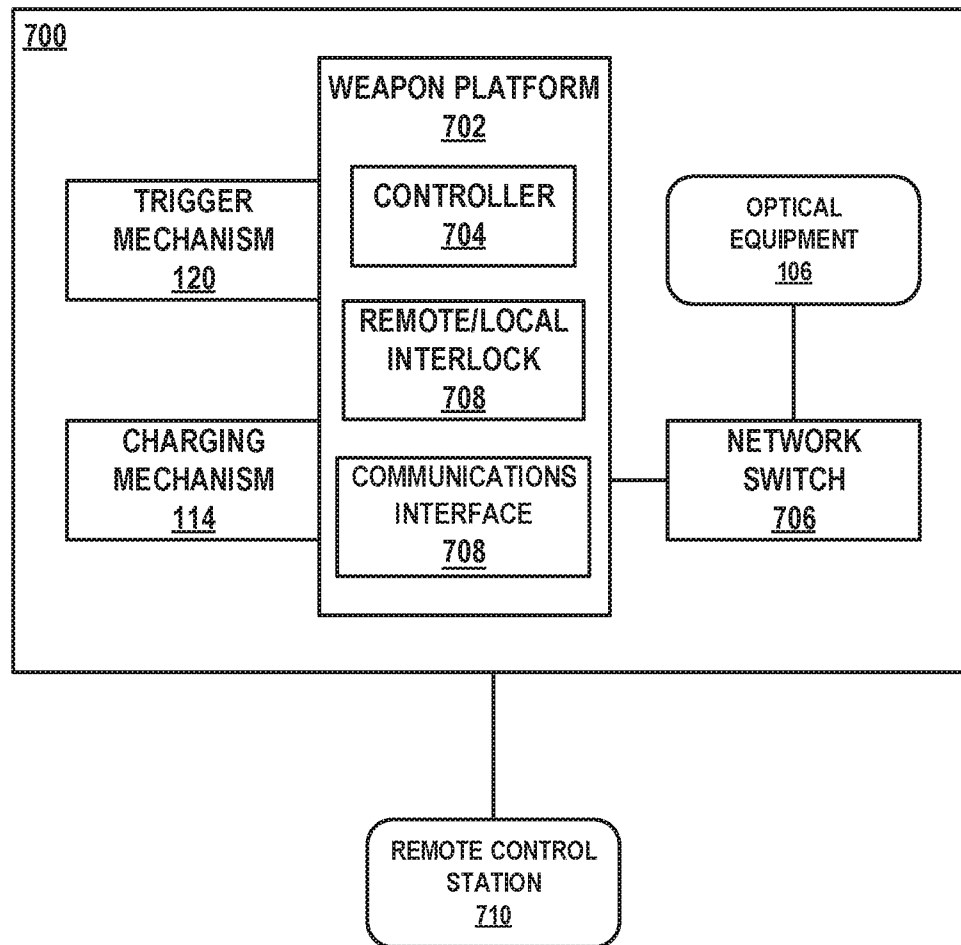 700
WEAPON PLATFORM
702
CONTROLLER
704
REMOTE/LOCAL
INTERLOCK
708
COMMUNICATIONS
INTERFACE
708
TRIGGER
MECHANISM
120
CHARGING
MECHANISM
114
OPTICAL
EQUIPMENT
106
NETWORK
SWITCH
706
REMOTE CONTROL
STATION
710